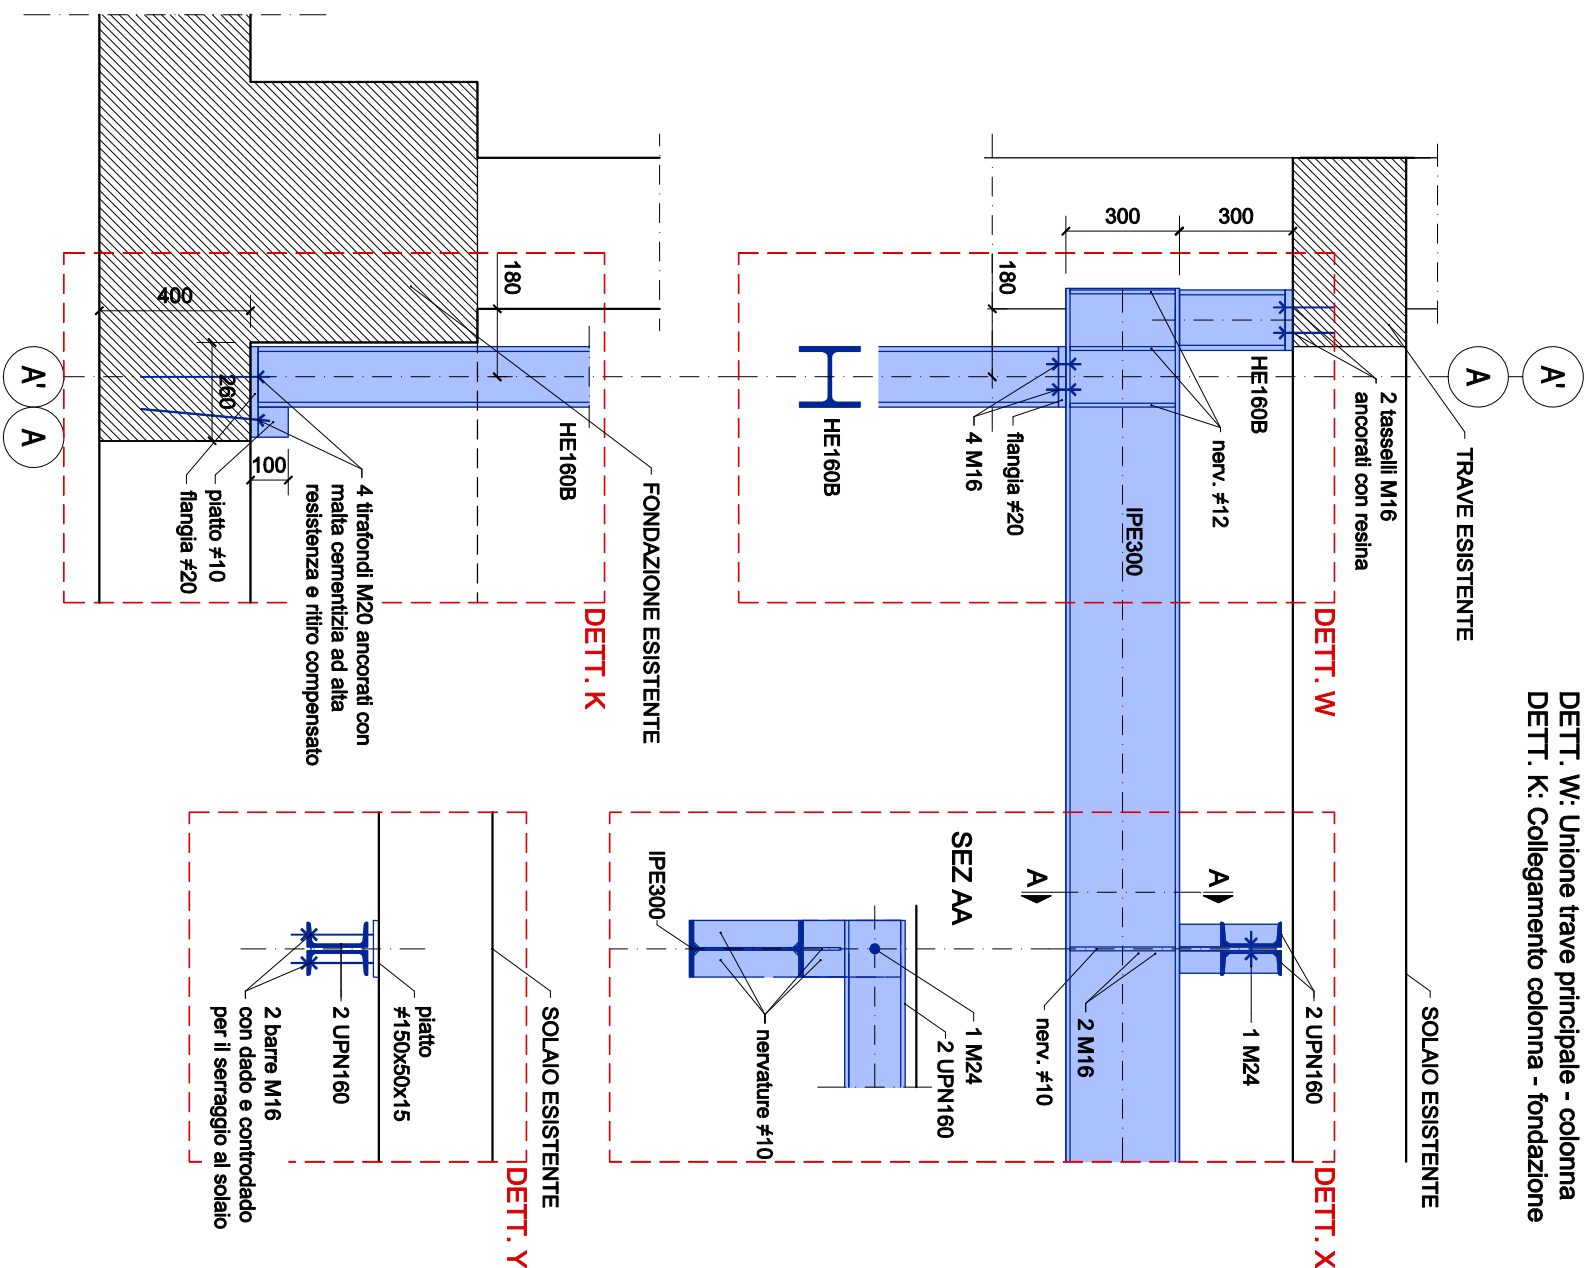 DETT. W: Unione trave principale - colonna
DETT. K: Collegamento colonna - fondazione
A'
A
TRAVE ESISTENTE
SOLAIO ESISTENTE
2 tasselli M16
ancorati con resina
HE160B
300
300
nerv. ≠12
IPE300
flangia ≠20
4 M16
180
HE160B
DETT. W
2 UPN160
1 M24
A
A
2 M16
nerv. ≠10
SEZ AA
1 M24
2 UPN160
nervature ≠10
IPE300
DETT. X
FONDAZIONE ESISTENTE
180
HE160B
400
260
100
4 tirafondi M20 ancorati con
malta cementizia ad alta
resistenza e ritiro compensato
piatto ≠10
flangia ≠20
DETT. K
A'
A
SOLAIO ESISTENTE
piatto
≠150x50x15
2 UPN160
2 barre M16
con dado e controdado
per il serraggio al solaio
DETT. Y